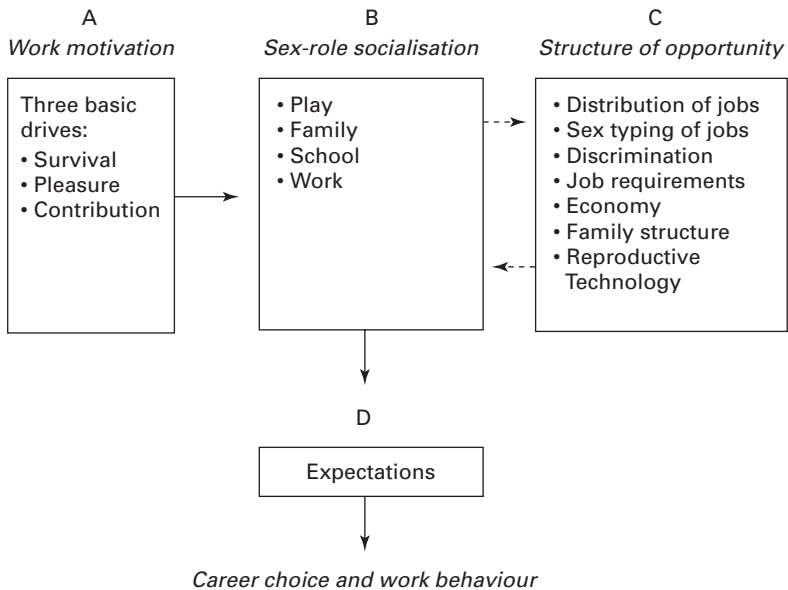 A
Work motivation
Three basic
drives:
• Survival
• Pleasure
• Contribution
B
Sex-role socialisation
• Play
• Family
• School
• Work
C
Structure of opportunity
• Distribution of jobs
• Sex typing of jobs
• Discrimination
• Job requirements
• Economy
• Family structure
• Reproductive
Technology
D
Expectations
Career choice and work behaviour